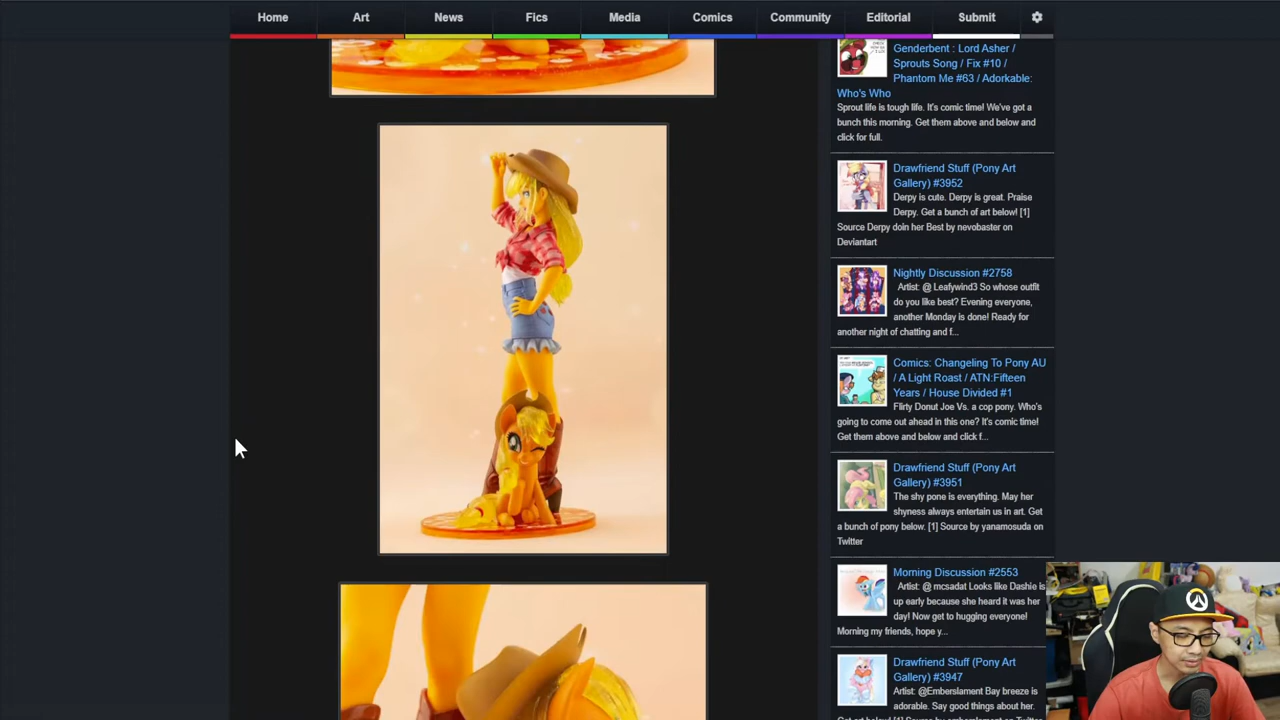 Home Art News Fics Media Comics Community Editorial Submit
Genderbent : Lord Asher /
Sprouts Song / Fix #10 /
Phantom Me #63 / Adorkable:
Who's Who
Sprout life is tough life. It's comic time! We've got a
bunch this morning. Get them above and below and
click for full.
Drawfriend Stuff (Pony Art
Gallery) #3952
Derpy is cute. Derpy is great. Praise
Derpy. Get a bunch of art below! [1]
Source Derpy doin her Best by nevobaster on
Deviantart
Nightly Discussion #2758
Artist: @ Leafywind3 So whose outfit
do you like best? Evening everyone,
another Monday is done! Ready for
another night of chatting and f...
Comics: Changeling To Pony AU
/ A Light Roast / ATN:Fifteen
Years / House Divided #1
Flirty Donut Joe Vs. a cop pony. Who's
going to come out ahead in this one? It's comic time!
Get them above and below and click f...
Drawfriend Stuff (Pony Art
Gallery) #3951
The shy pone is everything. May her
shyness always entertain us in art. Get
a bunch of pony below. [1] Source by yanamosuda on
Twitter
Morning Discussion #2553
Artist: @ mcsadat Looks like Dashie is
up early because she heard it was her
day! Now get to hugging everyone!
Morning my friends, hope y...
Drawfriend Stuff (Pony Art
Gallery) #3947
Artist: @Emberslament Bay breeze is
adorable. Say good things about her.